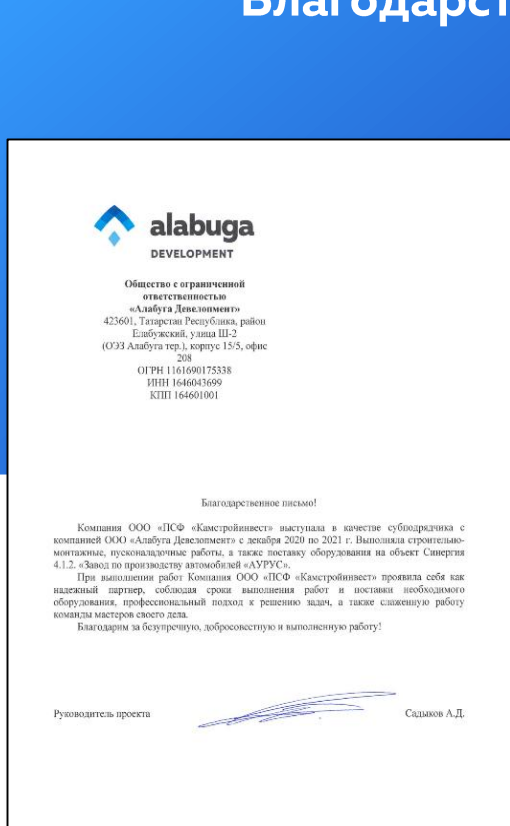 Благодарст
alabuga
DEVELOPMENT
Общество с ограниченной
ответственностью
«Алабуга Девелопмент»
423601, Татарстан Республика, район
Елабужский, улица Ш-2
(ОЭЗ Алабуга тер.), корпус 15/5, офис
208
ОГРН 1161690175338
ИНН 1646043699
КПП 164601001
Благодарственное письмо!
Компания ООО «ПСФ «Камстройинвест» выступала в качестве субподрядчика с
компанией ООО «Алабуга Девелопмент» с декабря 2020 по 2021 г. Выполняла строительно-
монтажные, пусконаладочные работы, а также поставку оборудования на объект Синергия
4.1.2. «Завод по производству автомобилей «АУРУС».
При выполнении работ Компания ООО «ПСФ «Камстройинвест» проявила себя как
надежный партнер, соблюдая сроки выполнения работ и поставки необходимого
оборудования, профессиональный подход к решению задач, а также слаженную работу
команды мастеров своего дела.
Благодарим за безупречную, добросовестную и выполненную работу!
Руководитель проекта
Садыков А.Д.